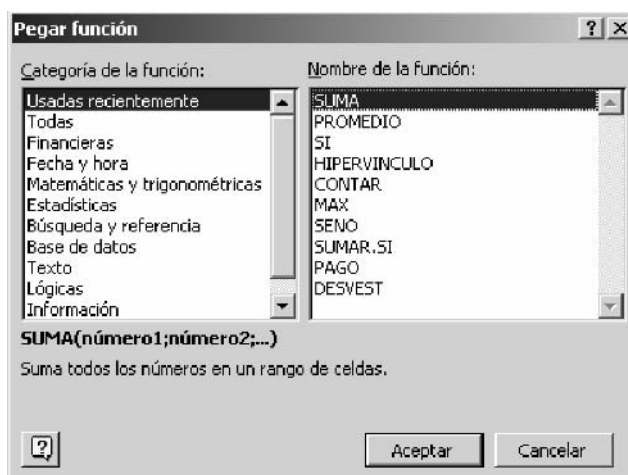 Pegar función
Categoría de la función:
Usadas recientemente
Todas
Financieras
Fecha y hora
Matemáticas y trigonométricas
Estadísticas
Búsqueda y referencia
Base de datos
Texto
Lógicas
Información
Nombre de la función:
SUMA
PROMEDIO
SI
HIPERVINCULO
CONTAR
MAX
SENO
SUMAR.SI
PAGO
DESVEST
SUMA(número1;número2;...)
Suma todos los números en un rango de celdas.
Aceptar Cancelar